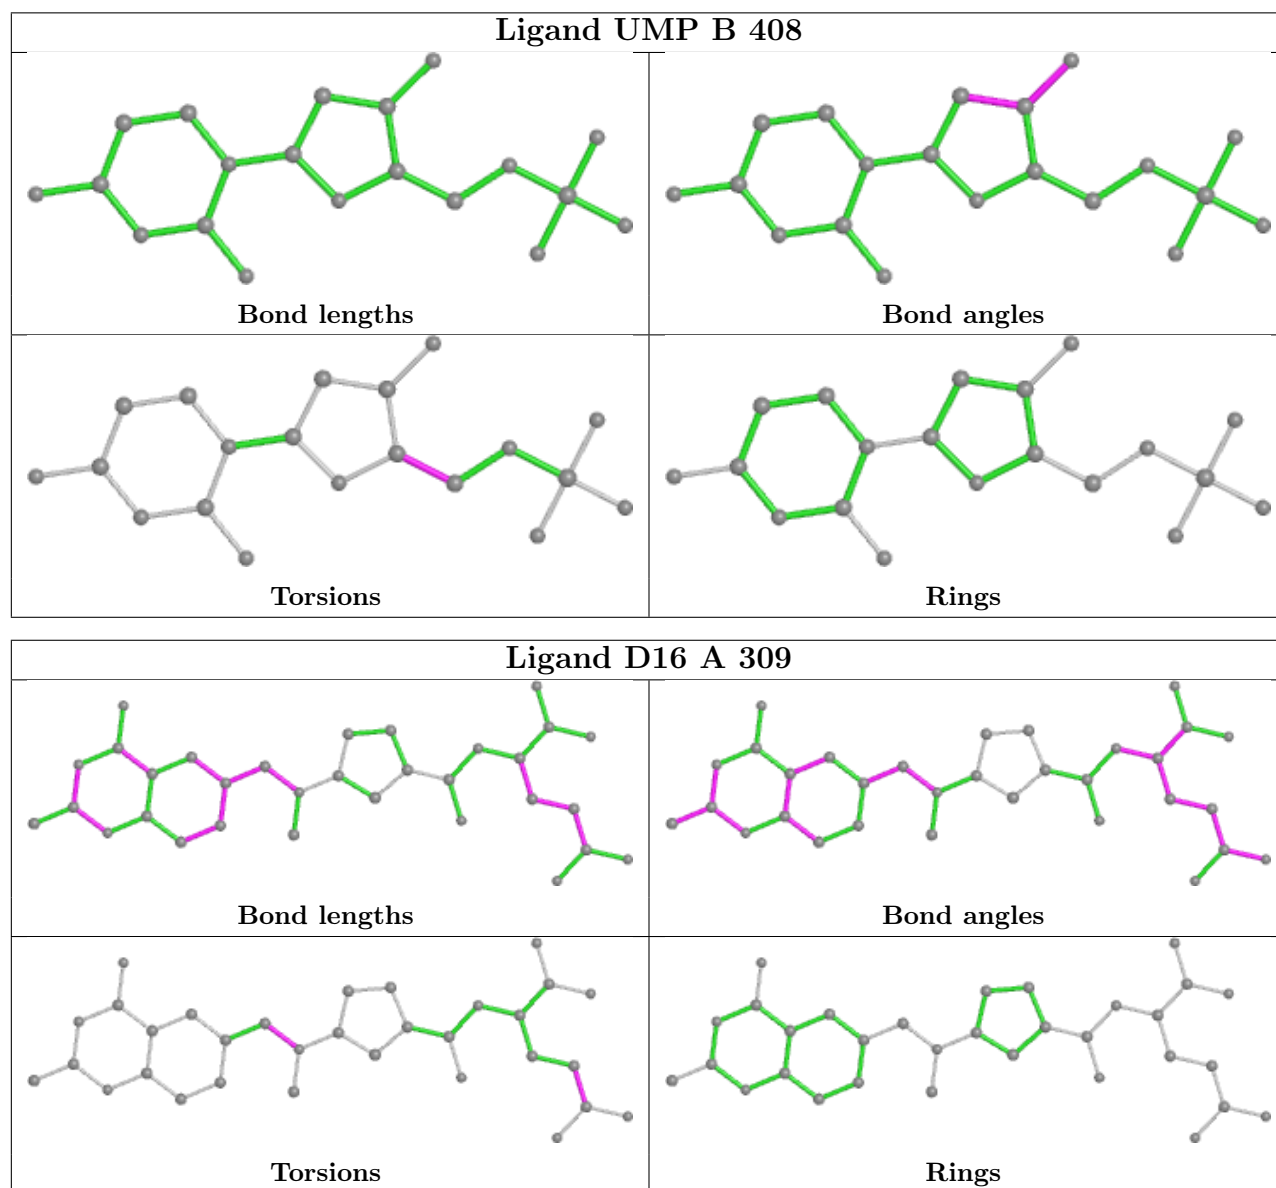 Ligand UMP B 408
Bond lengths
Bond angles
Torsions
Rings
Ligand D16 A 309
Bond lengths
Bond angles
Torsions
Rings